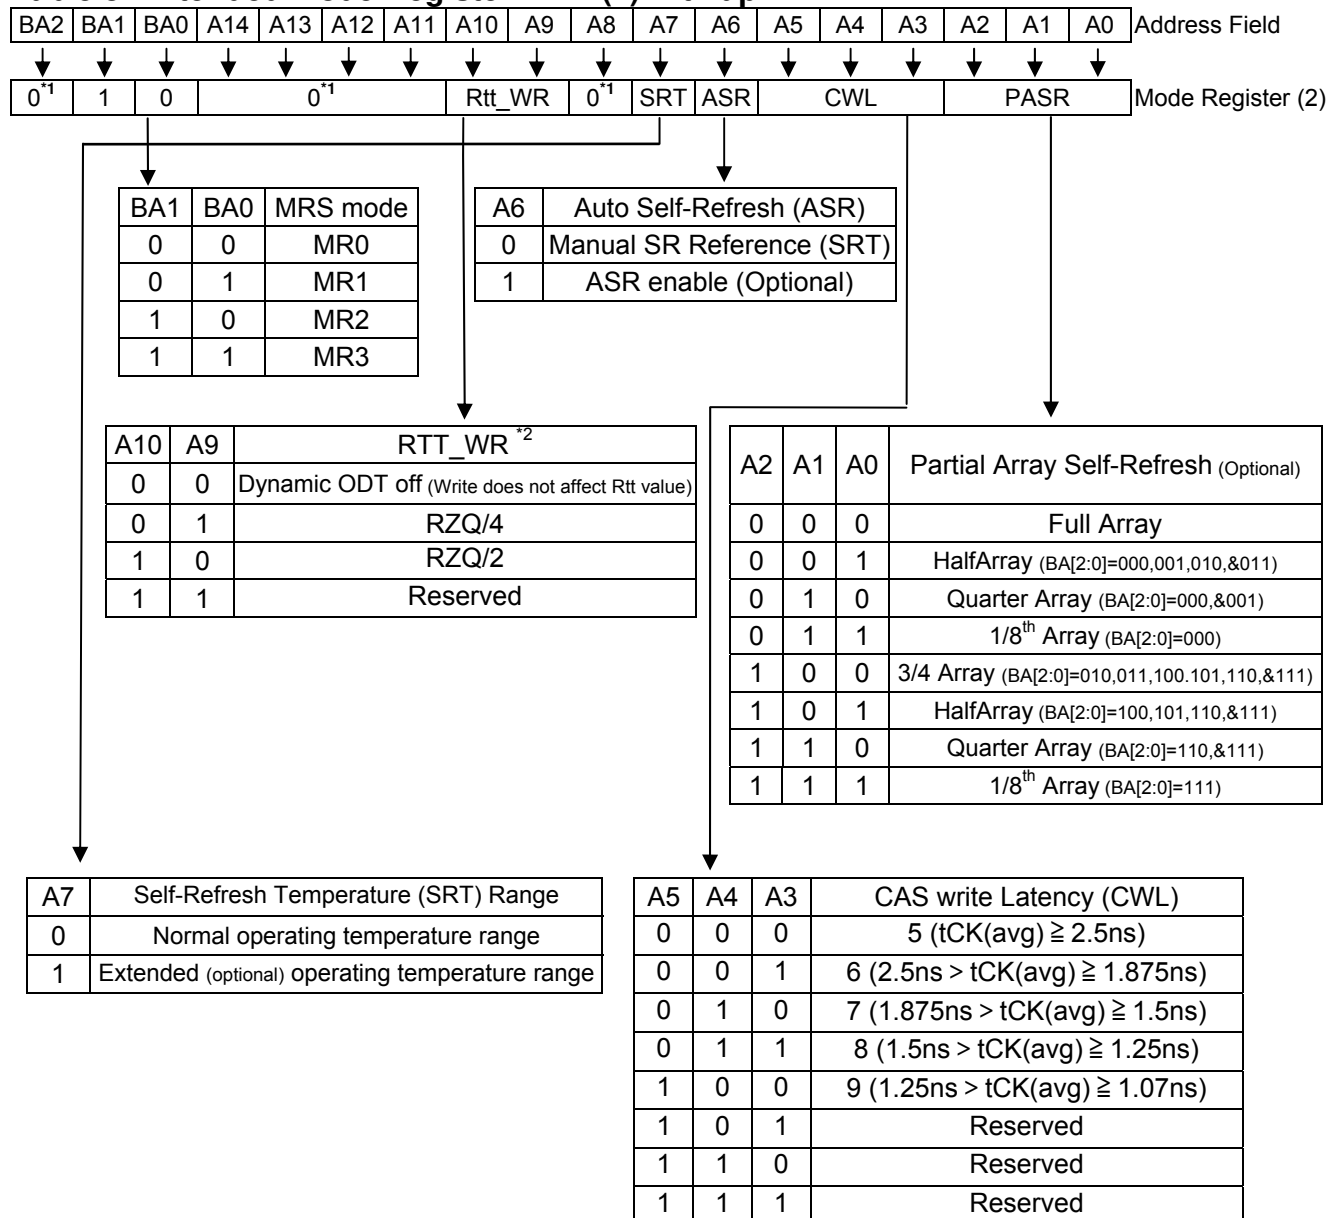 BA2 BA1 BA0 A14 A13 A12 A11 A10 A9 A8 A7 A6 A5 A4 A3 A2 A1 A0 Address Field
0*1 1 0 0*1 Rtt_WR 0*1 SRT ASR CWL PASR Mode Register (2)
BA1 BA0 MRS mode
0 0 MR0
0 1 MR1
1 0 MR2
1 1 MR3
A6 Auto Self-Refresh (ASR)
0 Manual SR Reference (SRT)
1 ASR enable (Optional)
A10 A9 RTT_WR *2
0 0 Dynamic ODT off (Write does not affect Rtt value)
0 1 RZQ/4
1 0 RZQ/2
1 1 Reserved
A2 A1 A0 Partial Array Self-Refresh (Optional)
0 0 0 Full Array
0 0 1 HalfArray (BA[2:0]=000,001,010,&011)
0 1 0 Quarter Array (BA[2:0]=000,&001)
0 1 1 1/8th Array (BA[2:0]=000)
1 0 0 3/4 Array (BA[2:0]=010,011,100.101,110,&111)
1 0 1 HalfArray (BA[2:0]=100,101,110,&111)
1 1 0 Quarter Array (BA[2:0]=110,&111)
1 1 1 1/8th Array (BA[2:0]=111)
A7 Self-Refresh Temperature (SRT) Range
0 Normal operating temperature range
1 Extended (optional) operating temperature range
A5 A4 A3 CAS write Latency (CWL)
0 0 0 5 (tCK(avg) ≧ 2.5ns)
0 0 1 6 (2.5ns > tCK(avg) ≧ 1.875ns)
0 1 0 7 (1.875ns > tCK(avg) ≧ 1.5ns)
0 1 1 8 (1.5ns > tCK(avg) ≧ 1.25ns)
1 0 0 9 (1.25ns > tCK(avg) ≧ 1.07ns)
1 0 1 Reserved
1 1 0 Reserved
1 1 1 Reserved